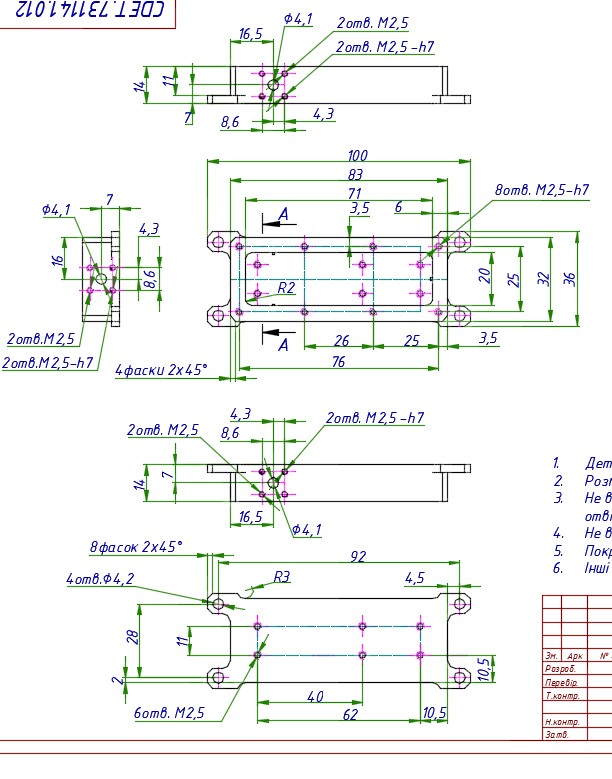 СДЕТ.7311141.012
Ф4,1
2отв. М2,5
2отв. М2,5-h7
16,5
14
11
7
8,6
4,3
100
83
71
3,5
6
8отв. М2,5-h7
А
Ф4,1
7
4,3
16
8,6
2отв. М2,5
2отв.М2,5-h7
R2
20
25
32
36
А
26
25
3,5
76
4фаски 2х45°
4,3
2отв. М2,5-h7
2отв. М2,5
8,6
7
14
16,5
Ф4,1
8фасок 2х45°
92
4отв.Ф4,2
R3
4,5
28
11
2
10,5
40
6отв. М2,5
62
10,5
1. Дет
2. Розм
3. Не в
отв
4. Не в
5. Покр
6. Інші
Зм. Арк №
Розроб.
Перевір.
Т.контр.
Н.контр.
Затв.